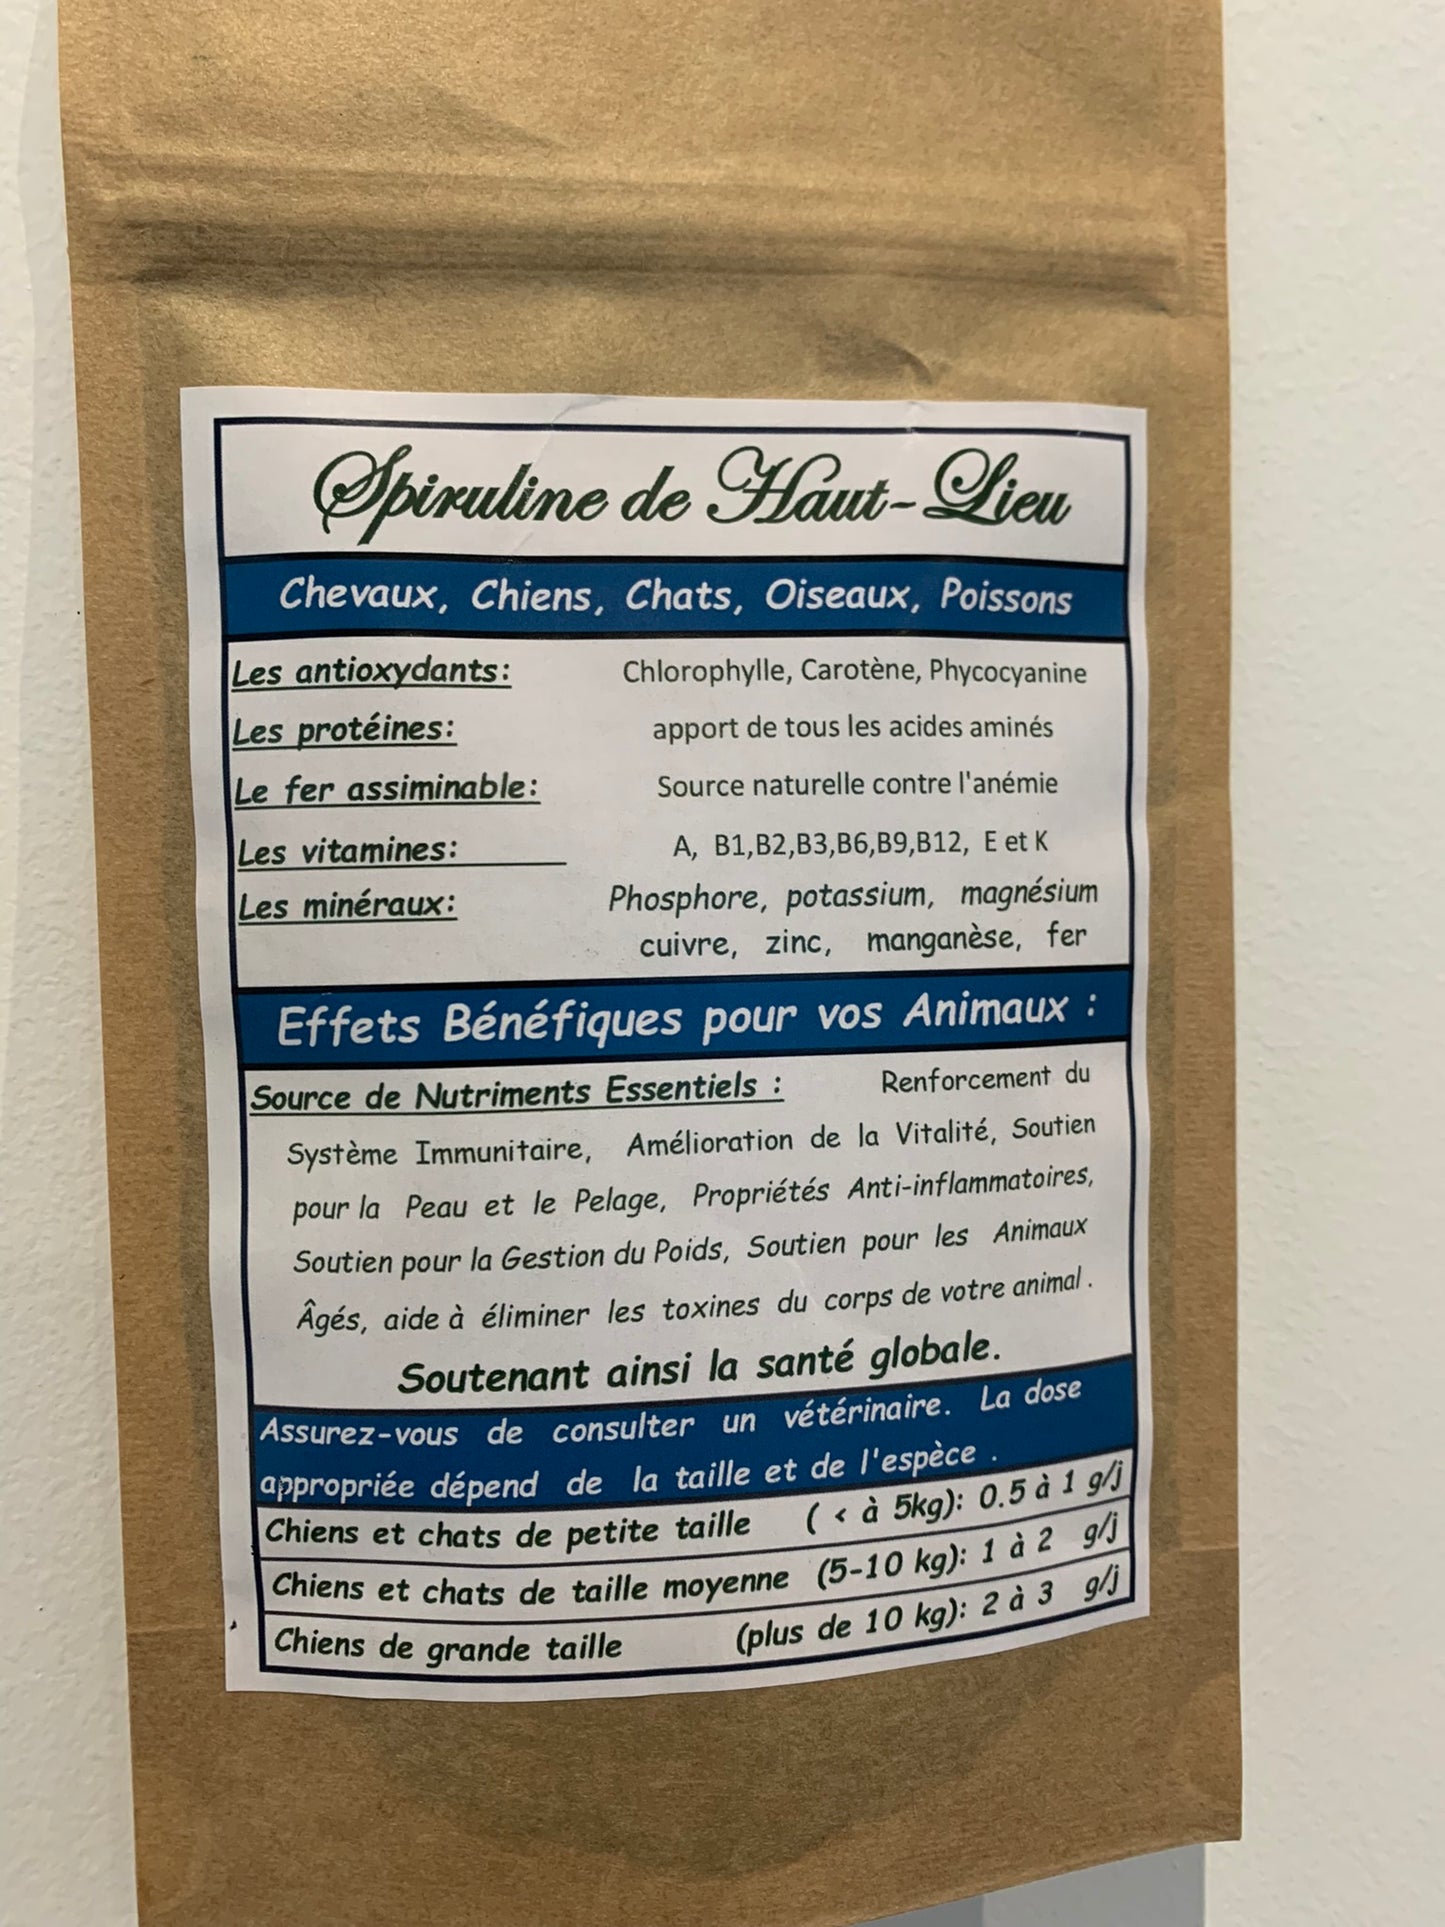 Spiruline de Haut-Lieu
Chevaux, Chiens, Chats, Oiseaux, Poissons
Les antioxydants: Chlorophylle, Carotène, Phycocyanine
Les protéines: apport de tous les acides aminés
Le fer assiminable: Source naturelle contre l'anémie
Les vitamines: A, B1,B2,B3,B6,B9,B12, E et K
Les minéraux: Phosphore, potassium, magnésium
cuivre, zinc, manganèse, fer
Effets Bénéfiques pour vos Animaux :
Source de Nutriments Essentiels : Renforcement du
Système Immunitaire, Amélioration de la Vitalité, Soutien
pour la Peau et le Pelage, Propriétés Anti-inflammatoires,
Soutien pour la Gestion du Poids, Soutien pour les Animaux
Âgés, aide à éliminer les toxines du corps de votre animal .
Soutenant ainsi la santé globale.
Assurez-vous de consulter un vétérinaire. La dose
appropriée dépend de la taille et de l'espèce .
Chiens et chats de petite taille ( < à 5kg): 0.5 à 1 g/j
Chiens et chats de taille moyenne (5-10 kg): 1 à 2 g/j
Chiens de grande taille (plus de 10 kg): 2 à 3 g/j